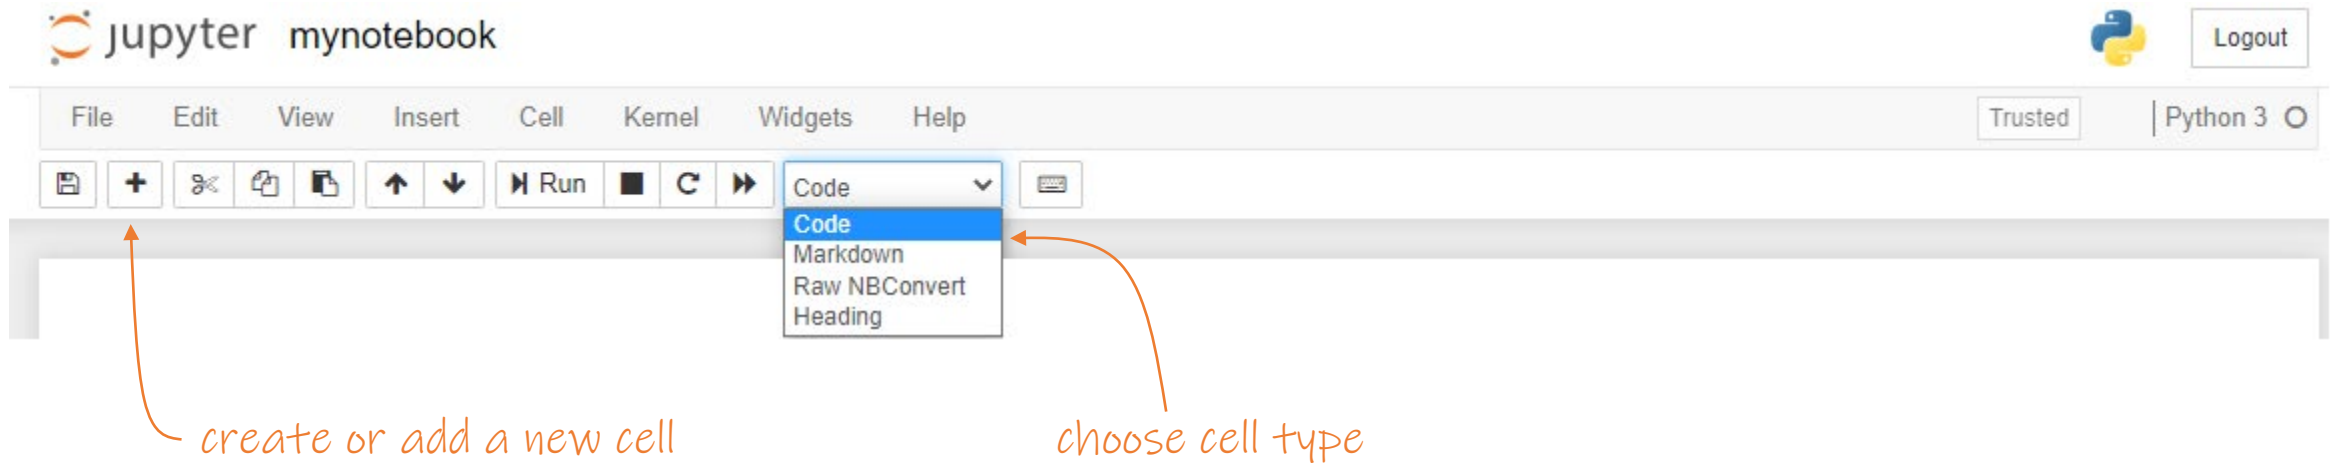 jupyter mynotebook
Logout
File Edit View Insert Cell Kernel Widgets Help
Trusted Python 3
Run Code
Code
Markdown
Raw NBConvert
Heading
create or add a new cell
choose cell type